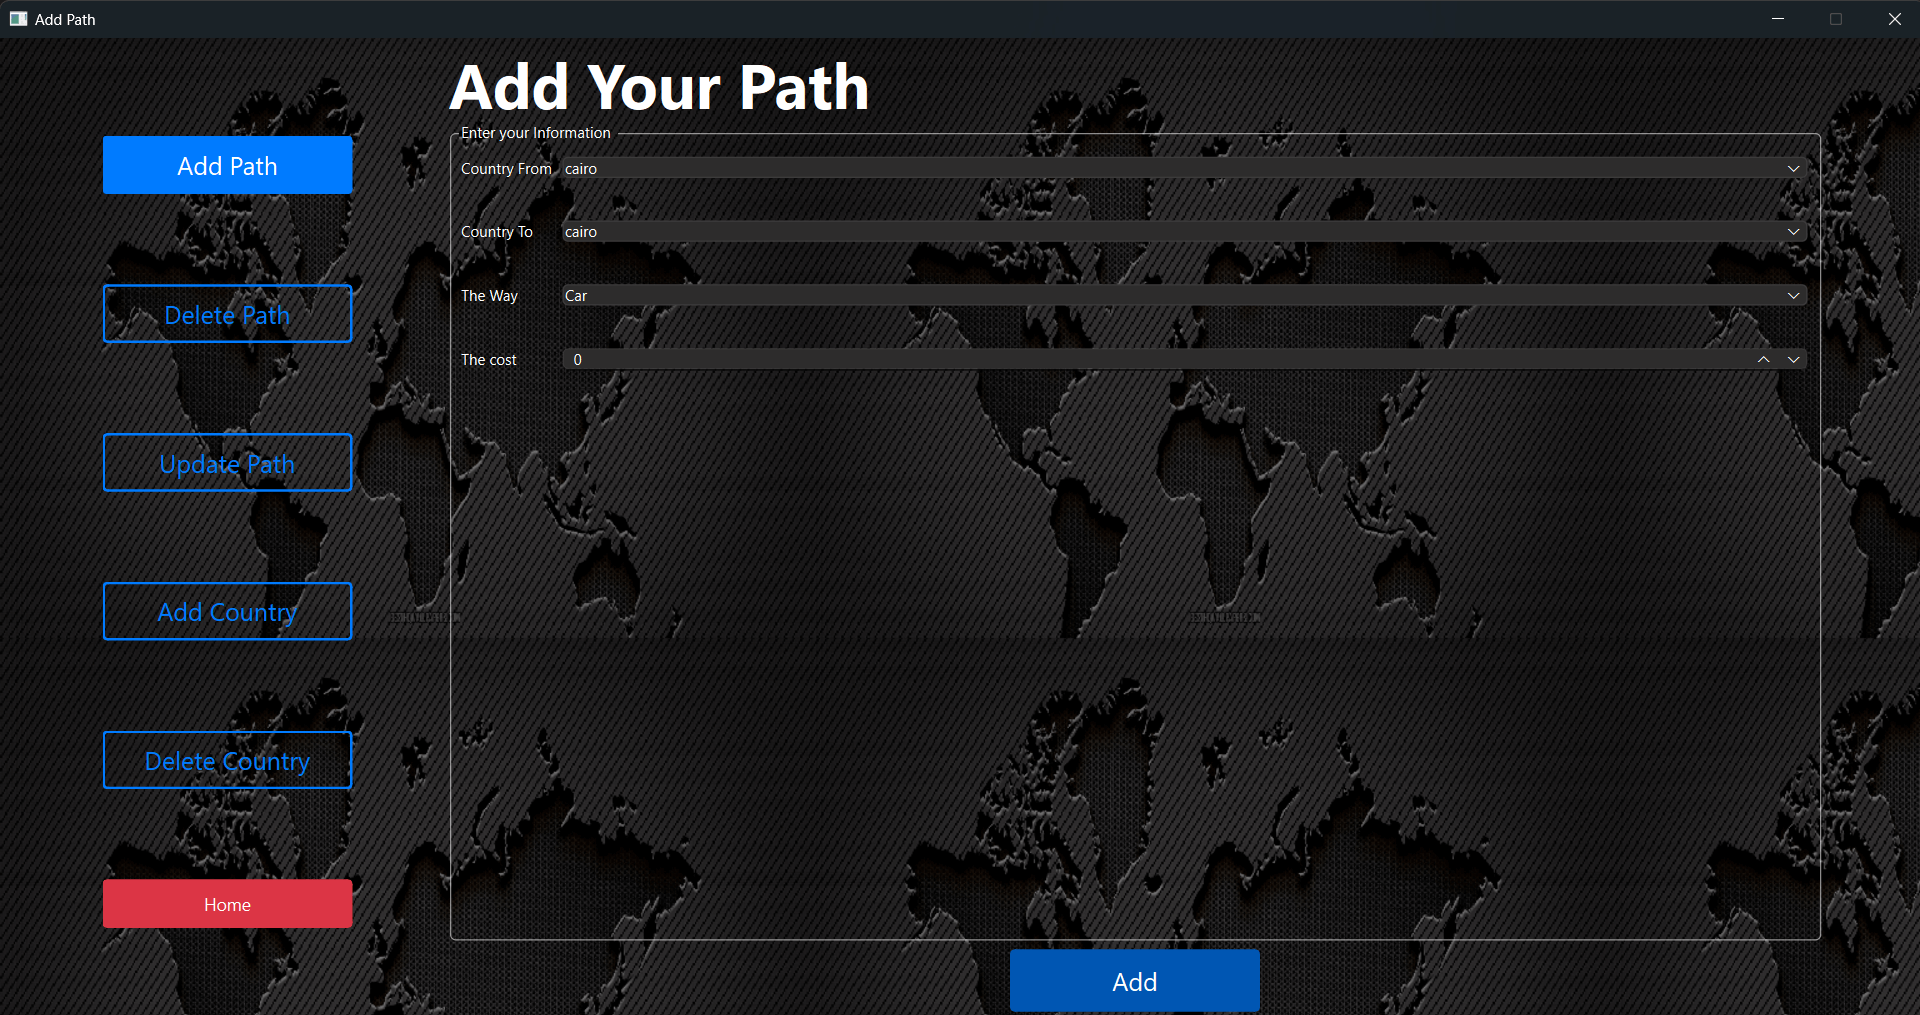 Add Path
Add Your Path
Enter your Information
Country From cairo
Country To cairo
The Way Car
The cost 0
Add Path
Delete Path
Update Path
Add Country
Delete Country
Home
Add